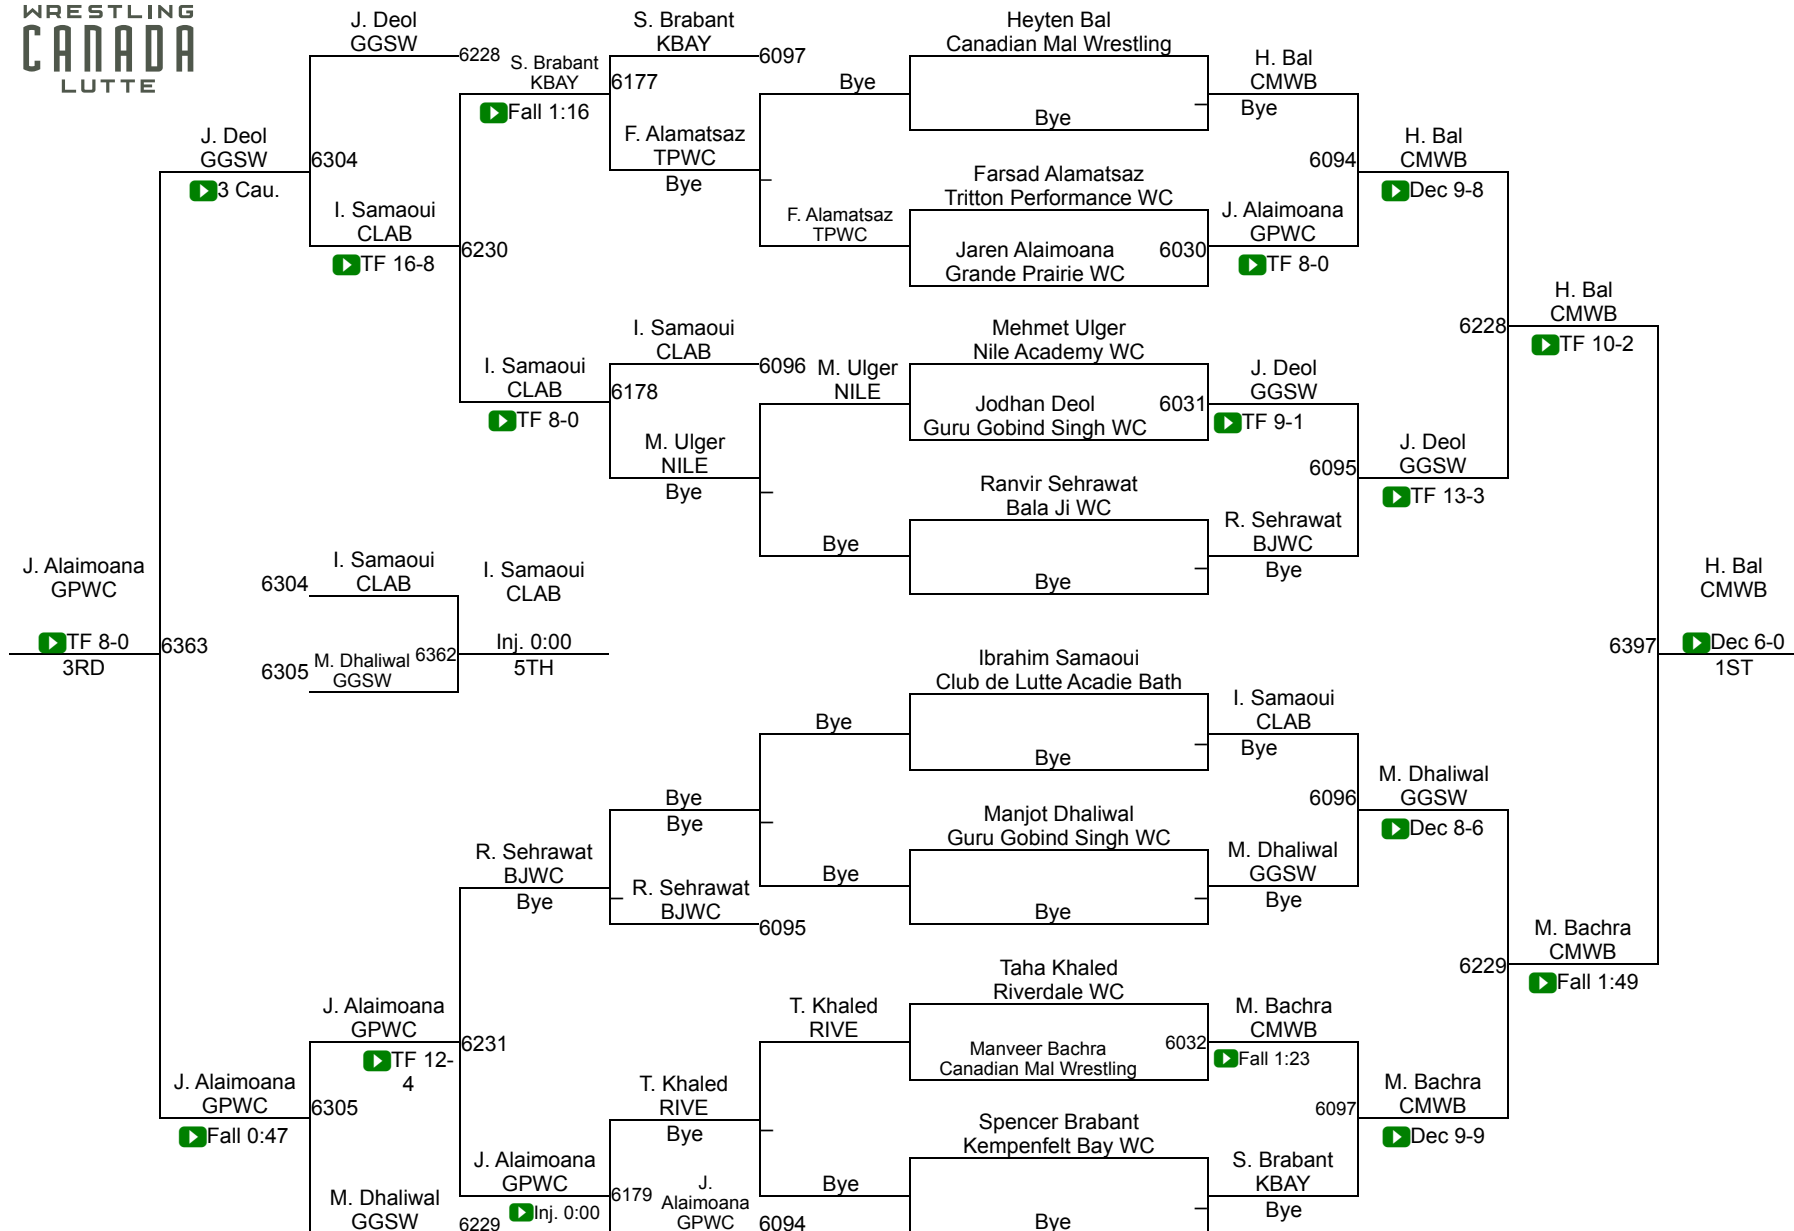 WRESTLING
CANADA
LUTTE
J. Deol
GGSW
6228
S. Brabant
KBAY
Fall 1:16
S. Brabant
KBAY
6097
6177
F. Alamatsaz
TPWC
Bye
Bye
Heyten Bal
Canadian Mal Wrestling
Bye
H. Bal
CMWB
Bye
J. Deol
GGSW
3 Cau.
6304
I. Samaoui
CLAB
TF 16-8
6230
F. Alamatsaz
TPWC
Farsad Alamatsaz
Tritton Performance WC
Jaren Alaimoana
Grande Prairie WC
6030
J. Alaimoana
GPWC
TF 8-0
6094
H. Bal
CMWB
Dec 9-8
I. Samaoui
CLAB
TF 8-0
I. Samaoui
CLAB
6096
6178
M. Ulger
NILE
Bye
M. Ulger
NILE
Mehmet Ulger
Nile Academy WC
Jodhan Deol
Guru Gobind Singh WC
6031
J. Deol
GGSW
TF 9-1
6228
H. Bal
CMWB
TF 10-2
Bye
Ranvir Sehrawat
Bala Ji WC
Bye
6095
R. Sehrawat
BJWC
Bye
J. Deol
GGSW
TF 13-3
J. Alaimoana
GPWC
TF 8-0
3RD
6363
6304
I. Samaoui
CLAB
6305
M. Dhaliwal
GGSW
6362
I. Samaoui
CLAB
Inj. 0:00
5TH
6397
H. Bal
CMWB
Dec 6-0
1ST
Bye
Ibrahim Samaoui
Club de Lutte Acadie Bath
Bye
I. Samaoui
CLAB
Bye
6096
M. Dhaliwal
GGSW
Dec 8-6
Bye
Bye
R. Sehrawat
BJWC
Bye
R. Sehrawat
BJWC
6095
Bye
Manjot Dhaliwal
Guru Gobind Singh WC
Bye
M. Dhaliwal
GGSW
Bye
6229
M. Bachra
CMWB
Fall 1:49
J. Alaimoana
GPWC
TF 12-
4
6231
T. Khaled
RIVE
Taha Khaled
Riverdale WC
Manveer Bachra
Canadian Mal Wrestling
6032
M. Bachra
CMWB
Fall 1:23
J. Alaimoana
GPWC
Fall 0:47
6305
T. Khaled
RIVE
Bye
6097
M. Bachra
CMWB
Dec 9-9
M. Dhaliwal
GGSW
6229
J. Alaimoana
GPWC
Inj. 0:00
6179
J.
Alaimoana
GPWC
6094
Bye
Spencer Brabant
Kempenfelt Bay WC
Bye
S. Brabant
KBAY
Bye